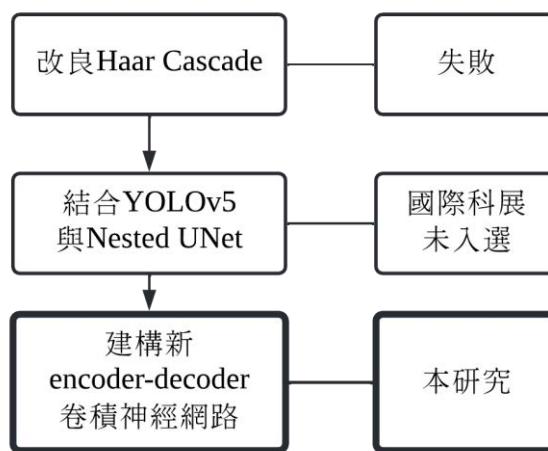 改良Haar Cascade
失敗
結合YOLOv5
與Nested UNet
國際科展
未入選
建構新
encoder-decoder
卷積神經網路
本研究